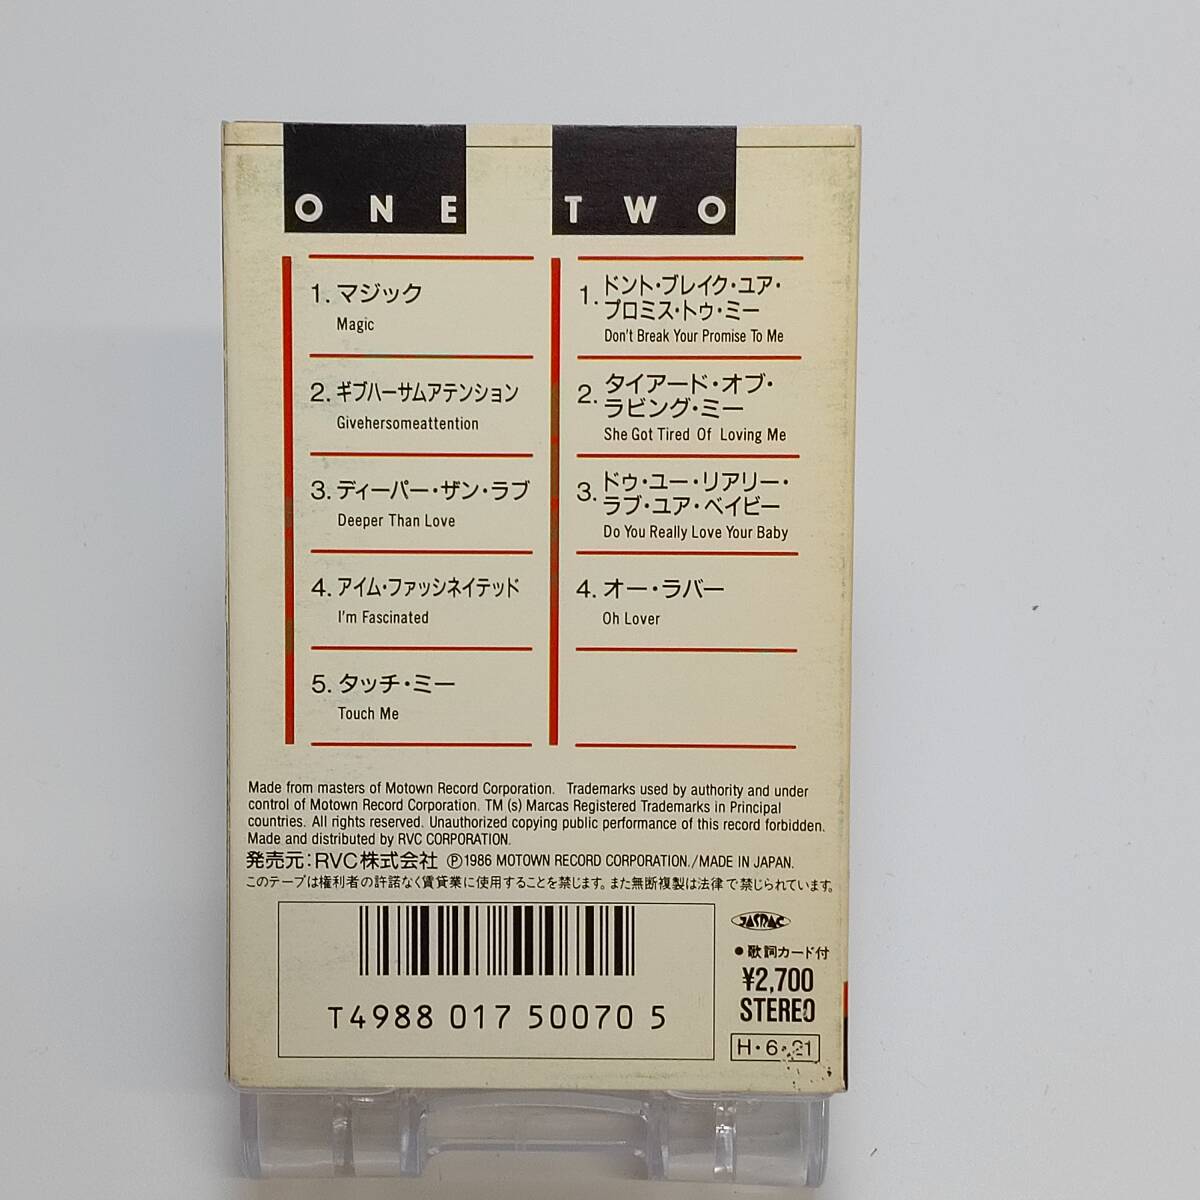 ONE
1. マジック
Magic
2. ギブハーサムアテンション
Givehersomeattention
3. ディーパー・ザン・ラブ
Deeper Than Love
4. アイム・ファッシネイテッド
I'm Fascinated
5. タッチ・ミー
Touch Me
TWO
1. ドント・ブレイク・ユア・
プロミス・トゥ・ミー
Don't Break Your Promise To Me
2. タイアード・オブ・
ラビング・ミー
She Got Tired Of Loving Me
3. ドゥ・ユー・リアリー・
ラブ・ユア・ベイビー
Do You Really Love Your Baby
4. オー・ラバー
Oh Lover
Made from masters of Motown Record Corporation. Trademarks used by authority and under
control of Motown Record Corporation. TM (s) Marcas Registered Trademarks in Principal
countries. All rights reserved. Unauthorized copying public performance of this record forbidden.
Made and distributed by RVC CORPORATION.
発売元:RVC株式会社 Ⓟ1986 MOTOWN RECORD CORPORATION./MADE IN JAPAN.
このテープは権利者の許諾なく賃貸業に使用することを禁じます。また無断複製は法律で禁じられています。
T4988 017 50070 5
JASRAC
●歌詞カード付
¥2,700
STEREO
H・6・21